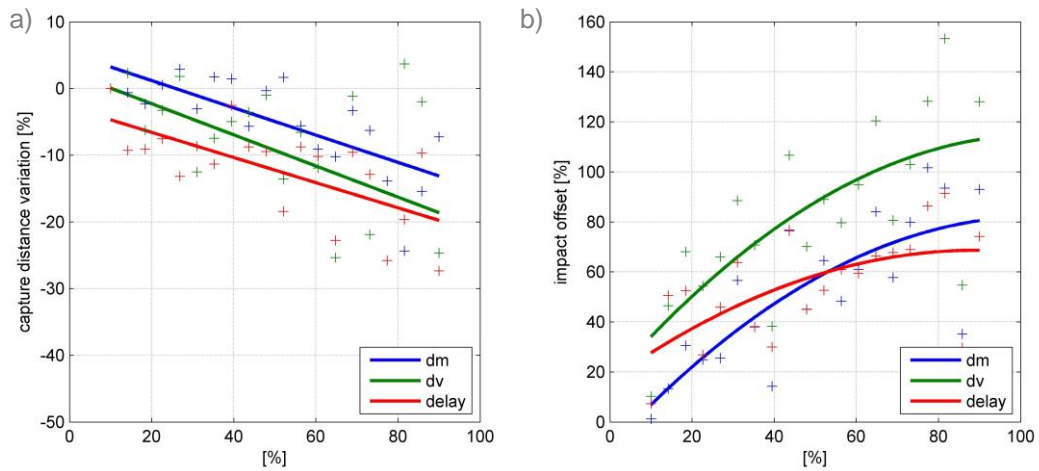 a)
10
0
-10
-20
-30
-40
-50
capture distance variation [%]
0 20 40 60 80 100
[%]
dm
dv
delay
b)
160
140
120
100
80
60
40
20
0
impact offset [%]
0 20 40 60 80 100
[%]
dm
dv
delay